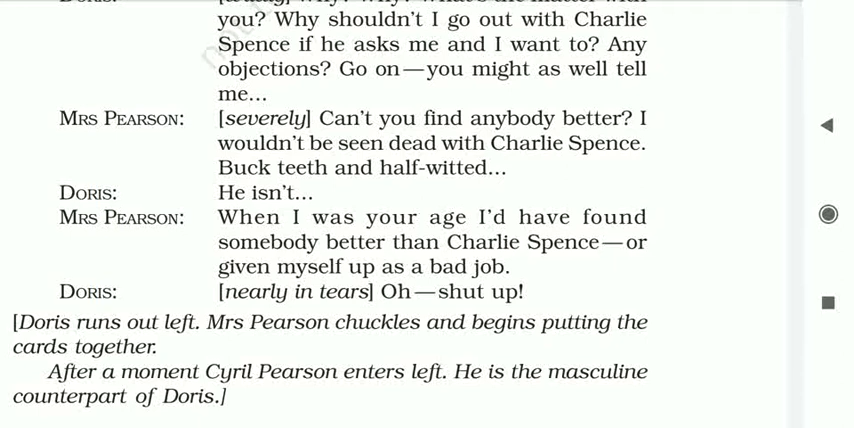 you? Why shouldn't I go out with Charlie
Spence if he asks me and I want to? Any
objections? Go on—you might as well tell
me...
MRS PEARSON: [severely] Can't you find anybody better? I
wouldn't be seen dead with Charlie Spence.
Buck teeth and half-witted...
DORIS: He isn't...
MRS PEARSON: When I was your age I'd have found
somebody better than Charlie Spence—or
given myself up as a bad job.
DORIS: [nearly in tears] Oh—shut up!
[Doris runs out left. Mrs Pearson chuckles and begins putting the
cards together.
After a moment Cyril Pearson enters left. He is the masculine
counterpart of Doris.]